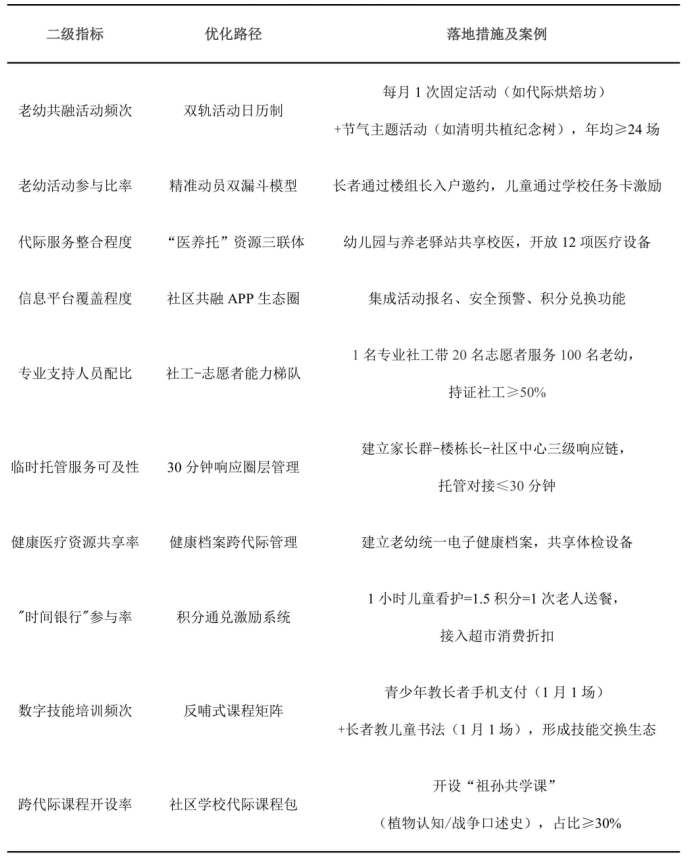 二级指标 优化路径 落地措施及案例
每月 1 次固定活动（如代际烘焙坊）
老幼共融活动频次 双轨活动日历制
+节气主题活动（如清明共植纪念树），年均≥24 场
老幼活动参与比率 精准动员双漏斗模型 长者通过楼组长入户邀约，儿童通过学校任务卡激励
代际服务整合程度 “医养托”资源三联体 幼儿园与养老驿站共享校医，开放 12 项医疗设备
信息平台覆盖程度 社区共融 APP 生态圈 集成活动报名、安全预警、积分兑换功能
1 名专业社工带 20 名志愿者服务 100 名老幼，
专业支持人员配比 社工-志愿者能力梯队
持证社工≥50%
建立家长群-楼栋长-社区中心三级响应链，
临时托管服务可及性 30 分钟响应圈层管理
托管对接≤30 分钟
健康医疗资源共享率 健康档案跨代际管理 建立老幼统一电子健康档案，共享体检设备
1 小时儿童看护=1.5 积分=1 次老人送餐，
"时间银行"参与率 积分通兑激励系统
接入超市消费折扣
青少年教长者手机支付（1 月 1 场）
数字技能培训频次 反哺式课程矩阵
+长者教儿童书法（1 月 1 场），形成技能交换生态
开设“祖孙共学课”
跨代际课程开设率 社区学校代际课程包
（植物认知/战争口述史），占比≥30%